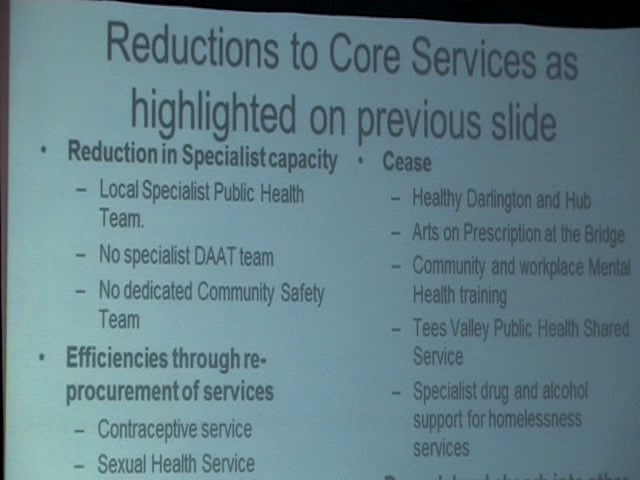 Reductions to Core Services as
highlighted on previous slide
• Reduction in Specialist capacity
– Local Specialist Public Health
Team.
– No specialist DAAT team
– No dedicated Community Safety
Team
• Efficiencies through re-
procurement of services
– Contraceptive service
– Sexual Health Service
• Cease
– Healthy Darlington and Hub
– Arts on Prescription at the Bridge
– Community and workplace Mental
Health training
– Tees Valley Public Health Shared
Service
– Specialist drug and alcohol
support for homelessness
services